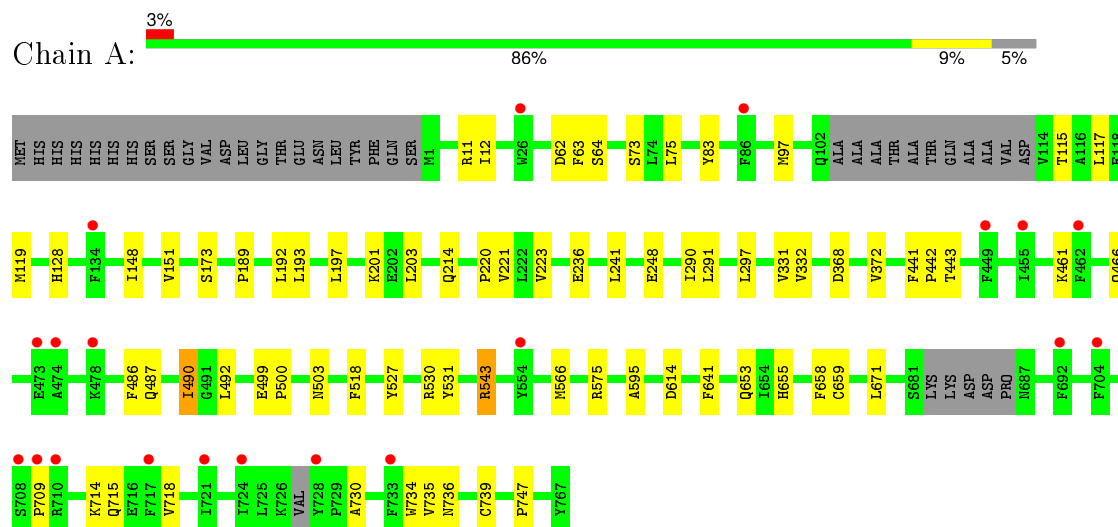 3%
Chain A:
86% 9% 5%
MET HIS HIS HIS HIS HIS HIS SER SER GLY VAL ASP LEU GLY THR GLU ASN LEU TYR PHE GLN SER M1 R11 I12 W26 D62 F63 S64 S73 L74 L75 Y83 F86 M97 Q102 ALA ALA ALA THR ALA THR GLN ALA ALA VAL ASP V114 T115 A116 L117 E118
M119 H128 F134 I148 V151 S173 P189 L192 L193 L197 K201 E202 L203 Q214 P220 V221 L222 V223 E236 L241 E248 I290 L291 L297 V331 V332 D368 V372 F441 P442 T443 F449 I455 K461 F462 Q466
E473 A474 K478 F486 Q487 I490 G491 L492 E499 P500 N503 F518 Y527 R530 Y531 R543 Y554 M566 R575 A595 D614 F641 Q653 I654 H655 F658 C659 L671 S681 LYS LYS ASP ASP PRO N687 F692 F704
S708 P709 R710 K714 Q715 E716 F717 V718 I721 I724 L725 K726 VAL Y728 P729 A730 F733 W734 V735 N736 C739 P747 Y767